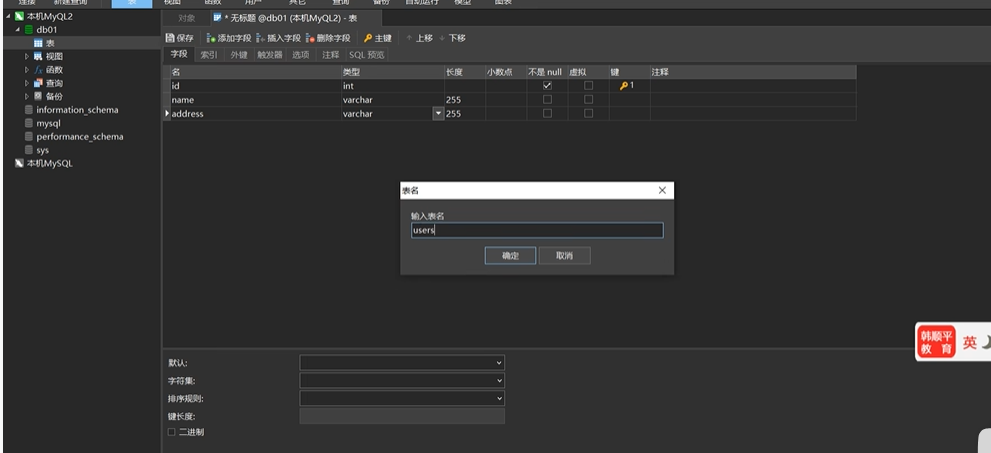 连接 新建查询 表 视图 函数 用户 其它 查询 备份 自动运行 模型 图表
本机MyQL2
db01
表
视图
函数
查询
备份
information_schema
mysql
performance_schema
sys
本机MySQL
对象 * 无标题 @db01 (本机MyQL2) - 表
保存 添加字段 插入字段 删除字段 主键 上移 下移
字段 索引 外键 触发器 选项 注释 SQL 预览
名 类型 长度 小数点 不是 null 虚拟 键 注释
id int 1
name varchar 255
address varchar 255
表名
输入表名
users
确定 取消
韩顺平
教育
英
默认:
字符集:
排序规则:
键长度:
二进制